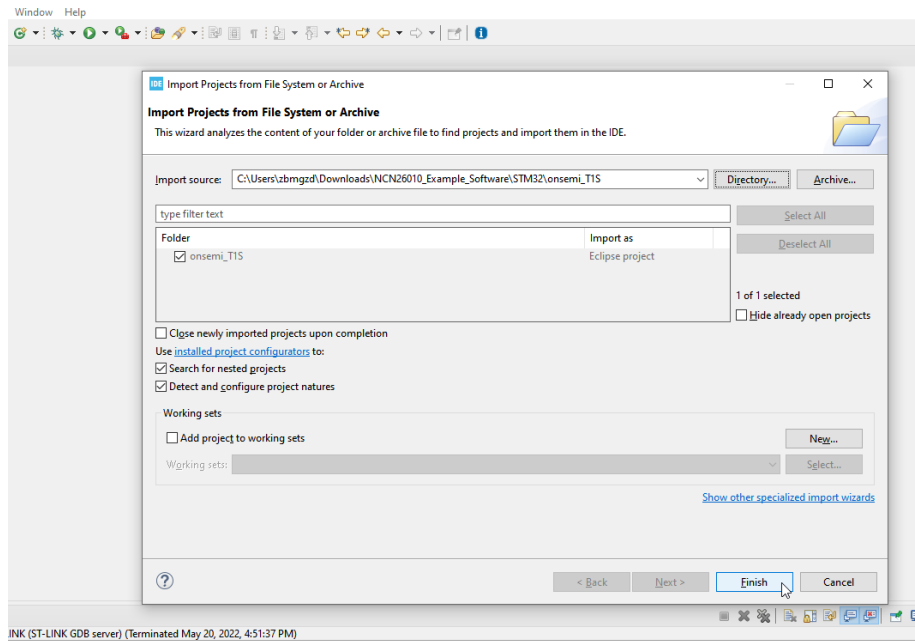 Window Help
IDE Import Projects from File System or Archive
Import Projects from File System or Archive
This wizard analyzes the content of your folder or archive file to find projects and import them in the IDE.
Import source: C:\Users\zbmgzd\Downloads\NCN26010_Example_Software\STM32\onsemi_T1S Directory... Archive...
type filter text Select All
Folder Import as Deselect All
onsemi_T1S Eclipse project
1 of 1 selected
Hide already open projects
Close newly imported projects upon completion
Use installed project configurators to:
Search for nested projects
Detect and configure project natures
Working sets
Add project to working sets New...
Working sets: Select...
Show other specialized import wizards
? < Back Next > Finish Cancel
LINK (ST-LINK GDB server) (Terminated May 20, 2022, 4:51:37 PM)